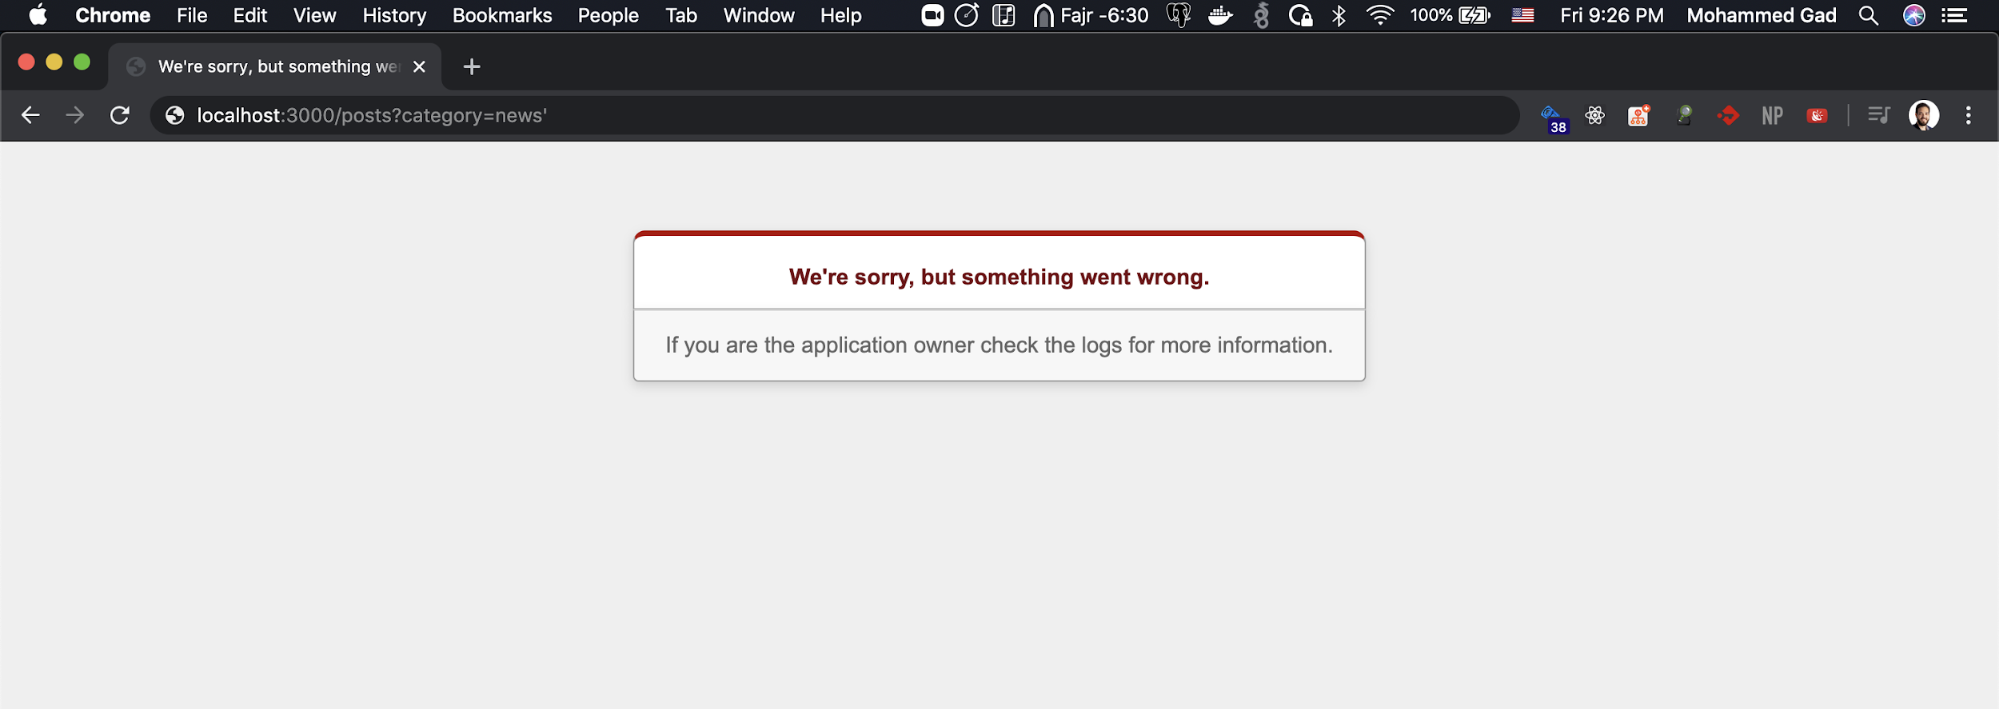 Chrome File Edit View History Bookmarks People Tab Window Help Fajr -6:30 100% Fri 9:26 PM Mohammed Gad
We're sorry, but something we
localhost:3000/posts?category=news' 38 NP
We're sorry, but something went wrong.
If you are the application owner check the logs for more information.